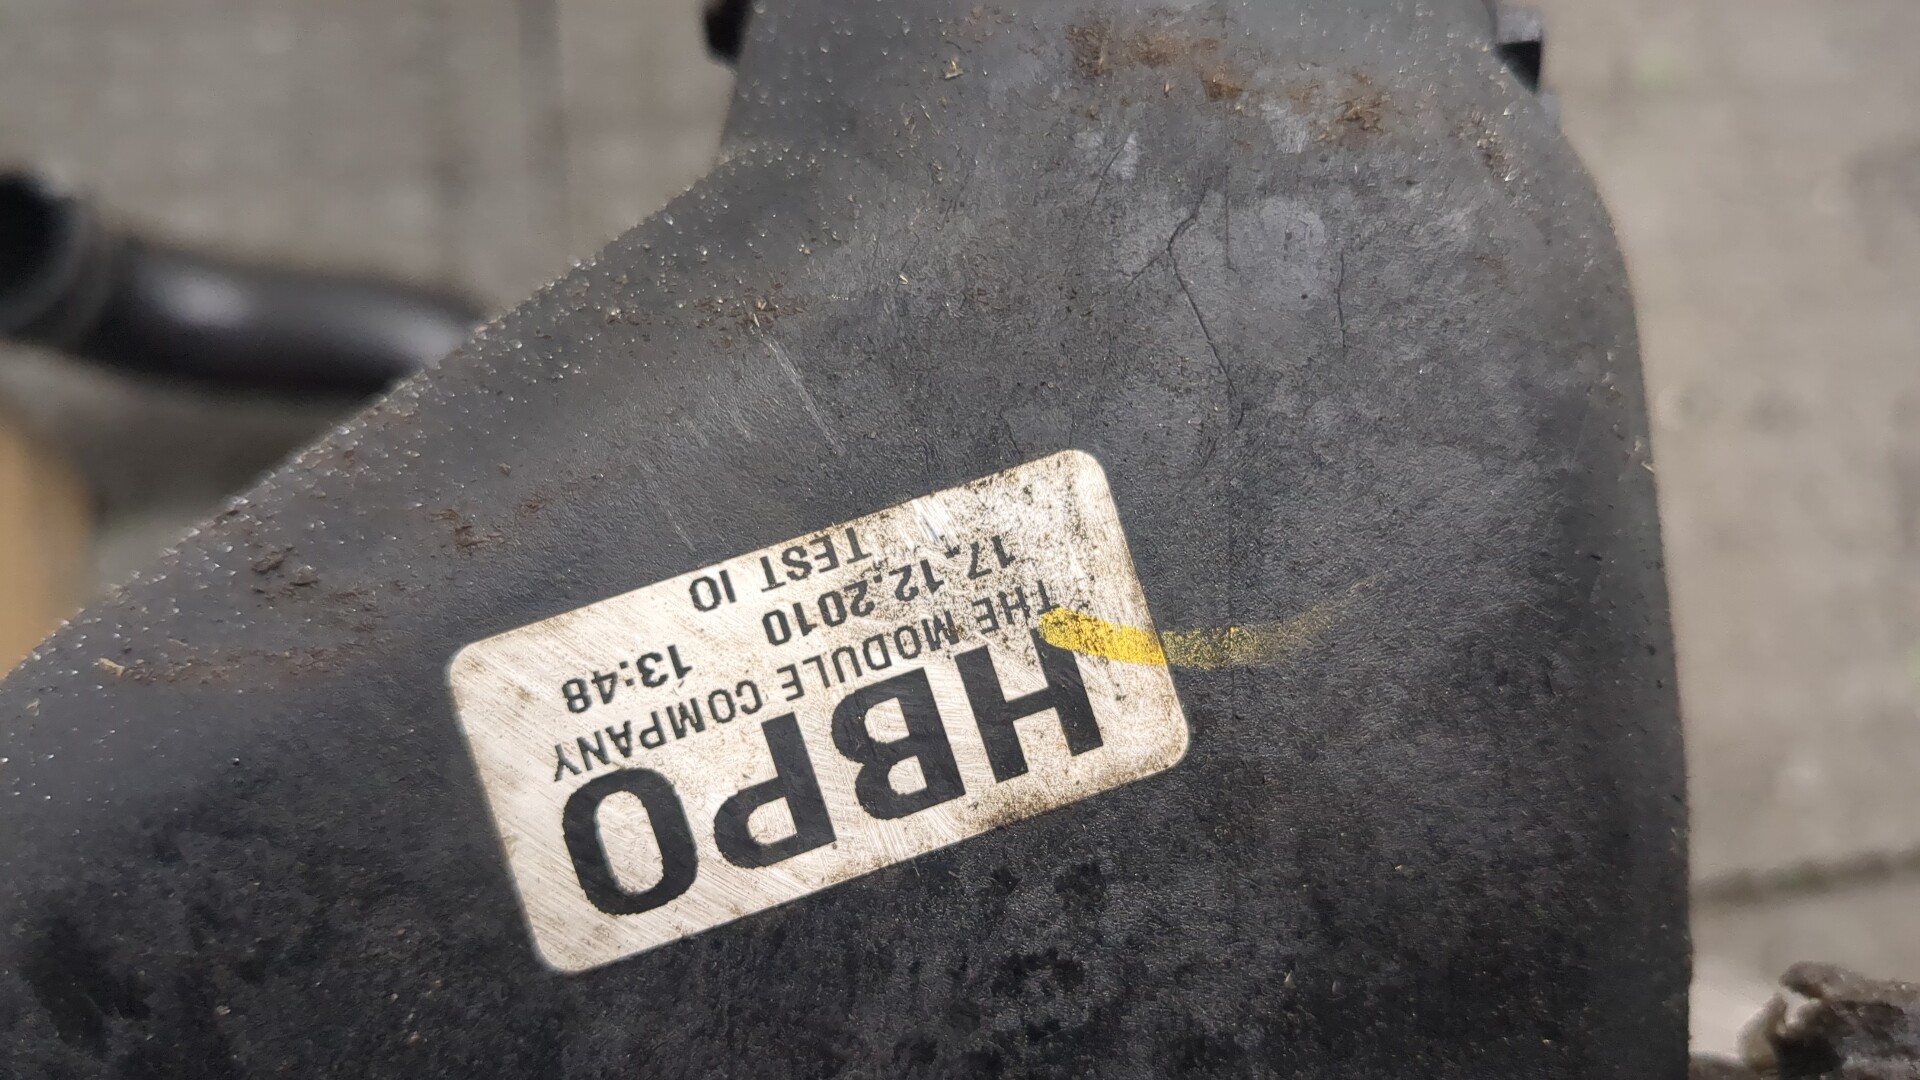 HBPO
THE MODULE COMPANY
17.12.2010 13:48
TEST IO